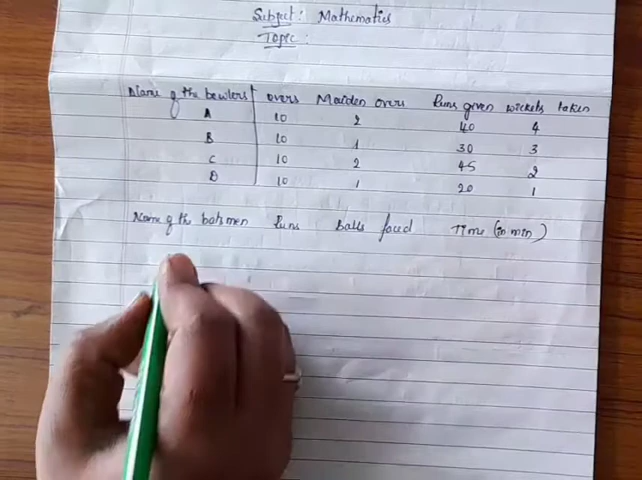 Subject: Mathematics
Topic:
Name of the bowlers overs Maiden overs Runs given wickets taken
A 10 2 40 4
B 10 1 30 3
C 10 2 45 2
D 10 1 20 1
Name of the batsmen Runs balls faced Time (in min)